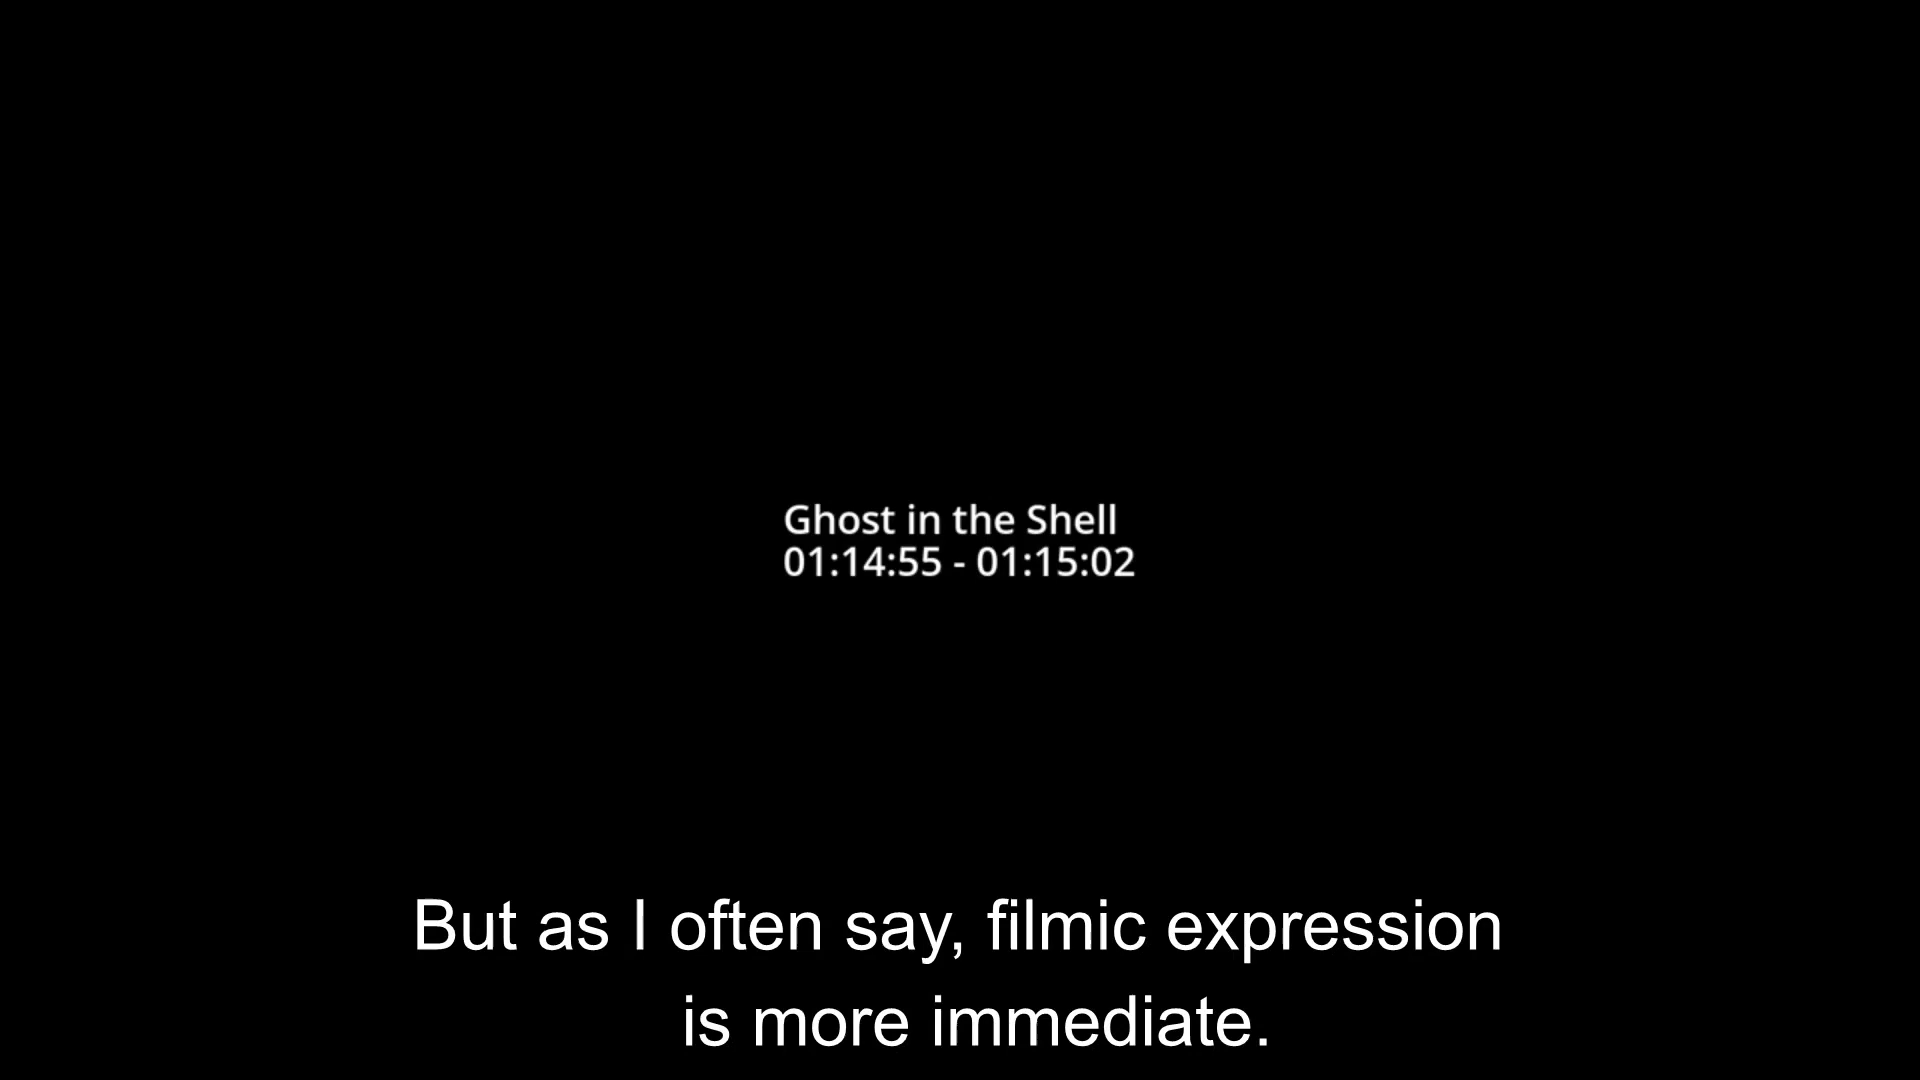 Ghost in the Shell
01:14:55 - 01:15:02
But as I often say, filmic expression
is more immediate.